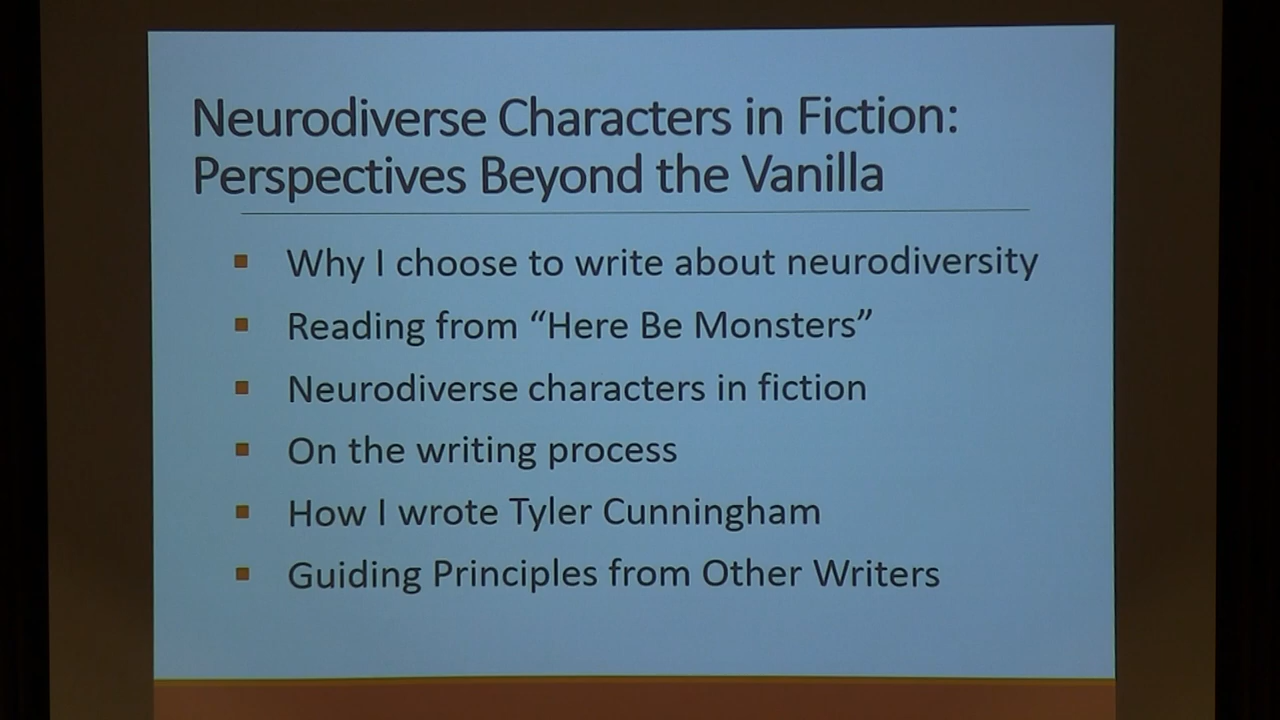 Neurodiverse Characters in Fiction:
Perspectives Beyond the Vanilla
Why I choose to write about neurodiversity
Reading from “Here Be Monsters”
Neurodiverse characters in fiction
On the writing process
How I wrote Tyler Cunningham
Guiding Principles from Other Writers